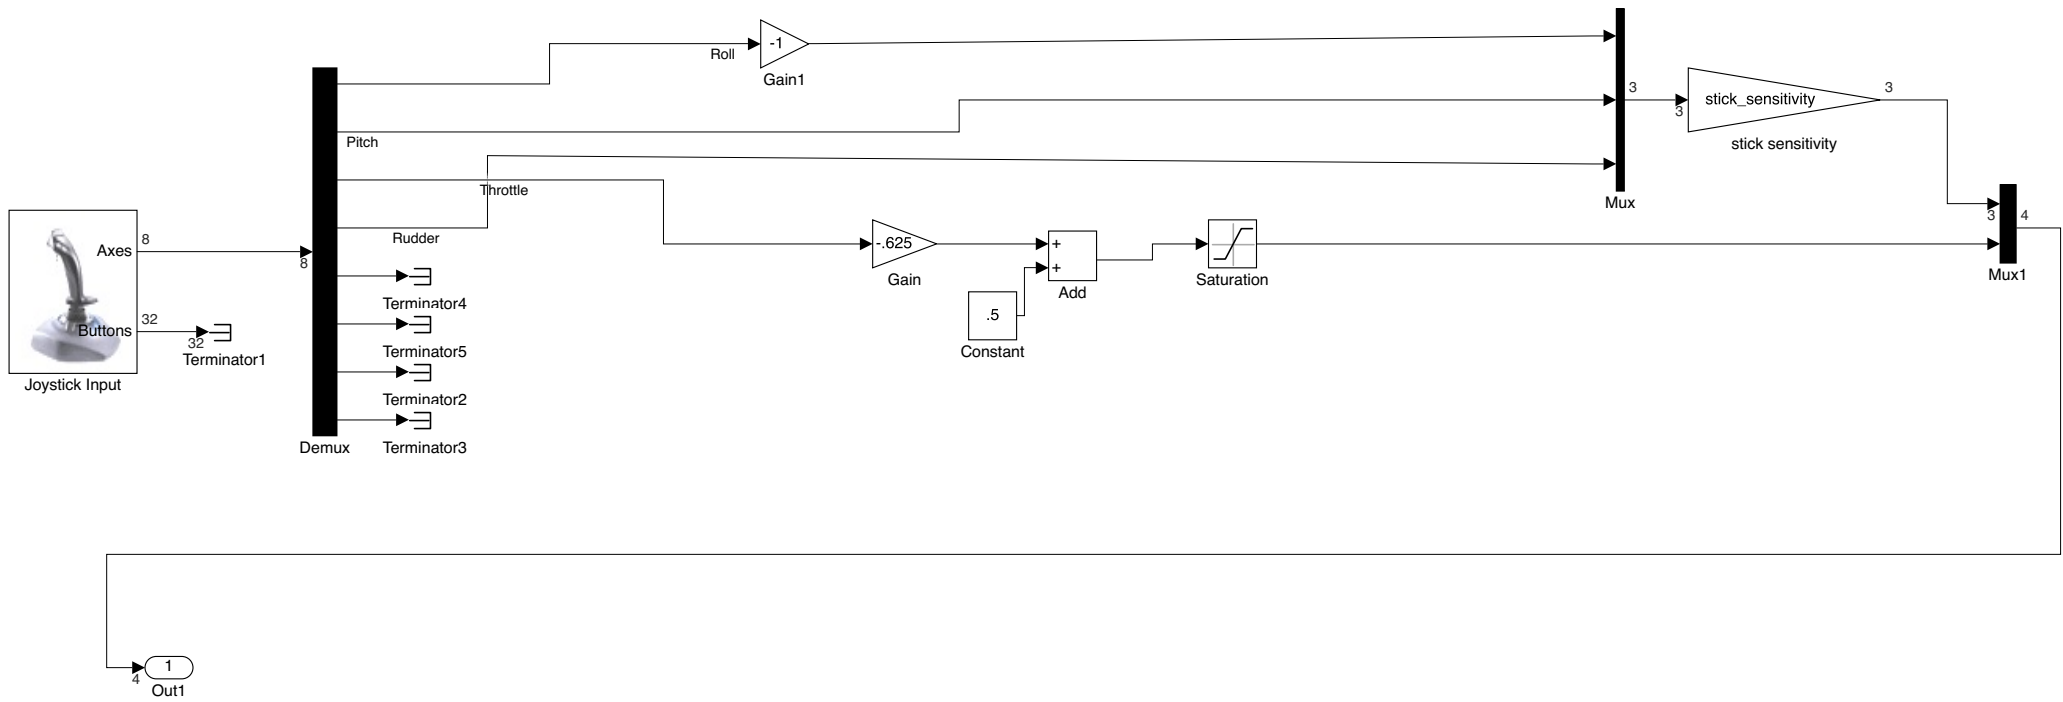 Roll
-1
Gain1
Pitch
Throttle
Rudder
Axes
8
8
Buttons
32
32
Terminator1
Joystick Input
Demux
Terminator4
Terminator5
Terminator2
Terminator3
-.625
Gain
.5
Constant
+
+
Add
Saturation
Mux
3
3
stick_sensitivity
3
stick sensitivity
3
4
Mux1
4
1
Out1